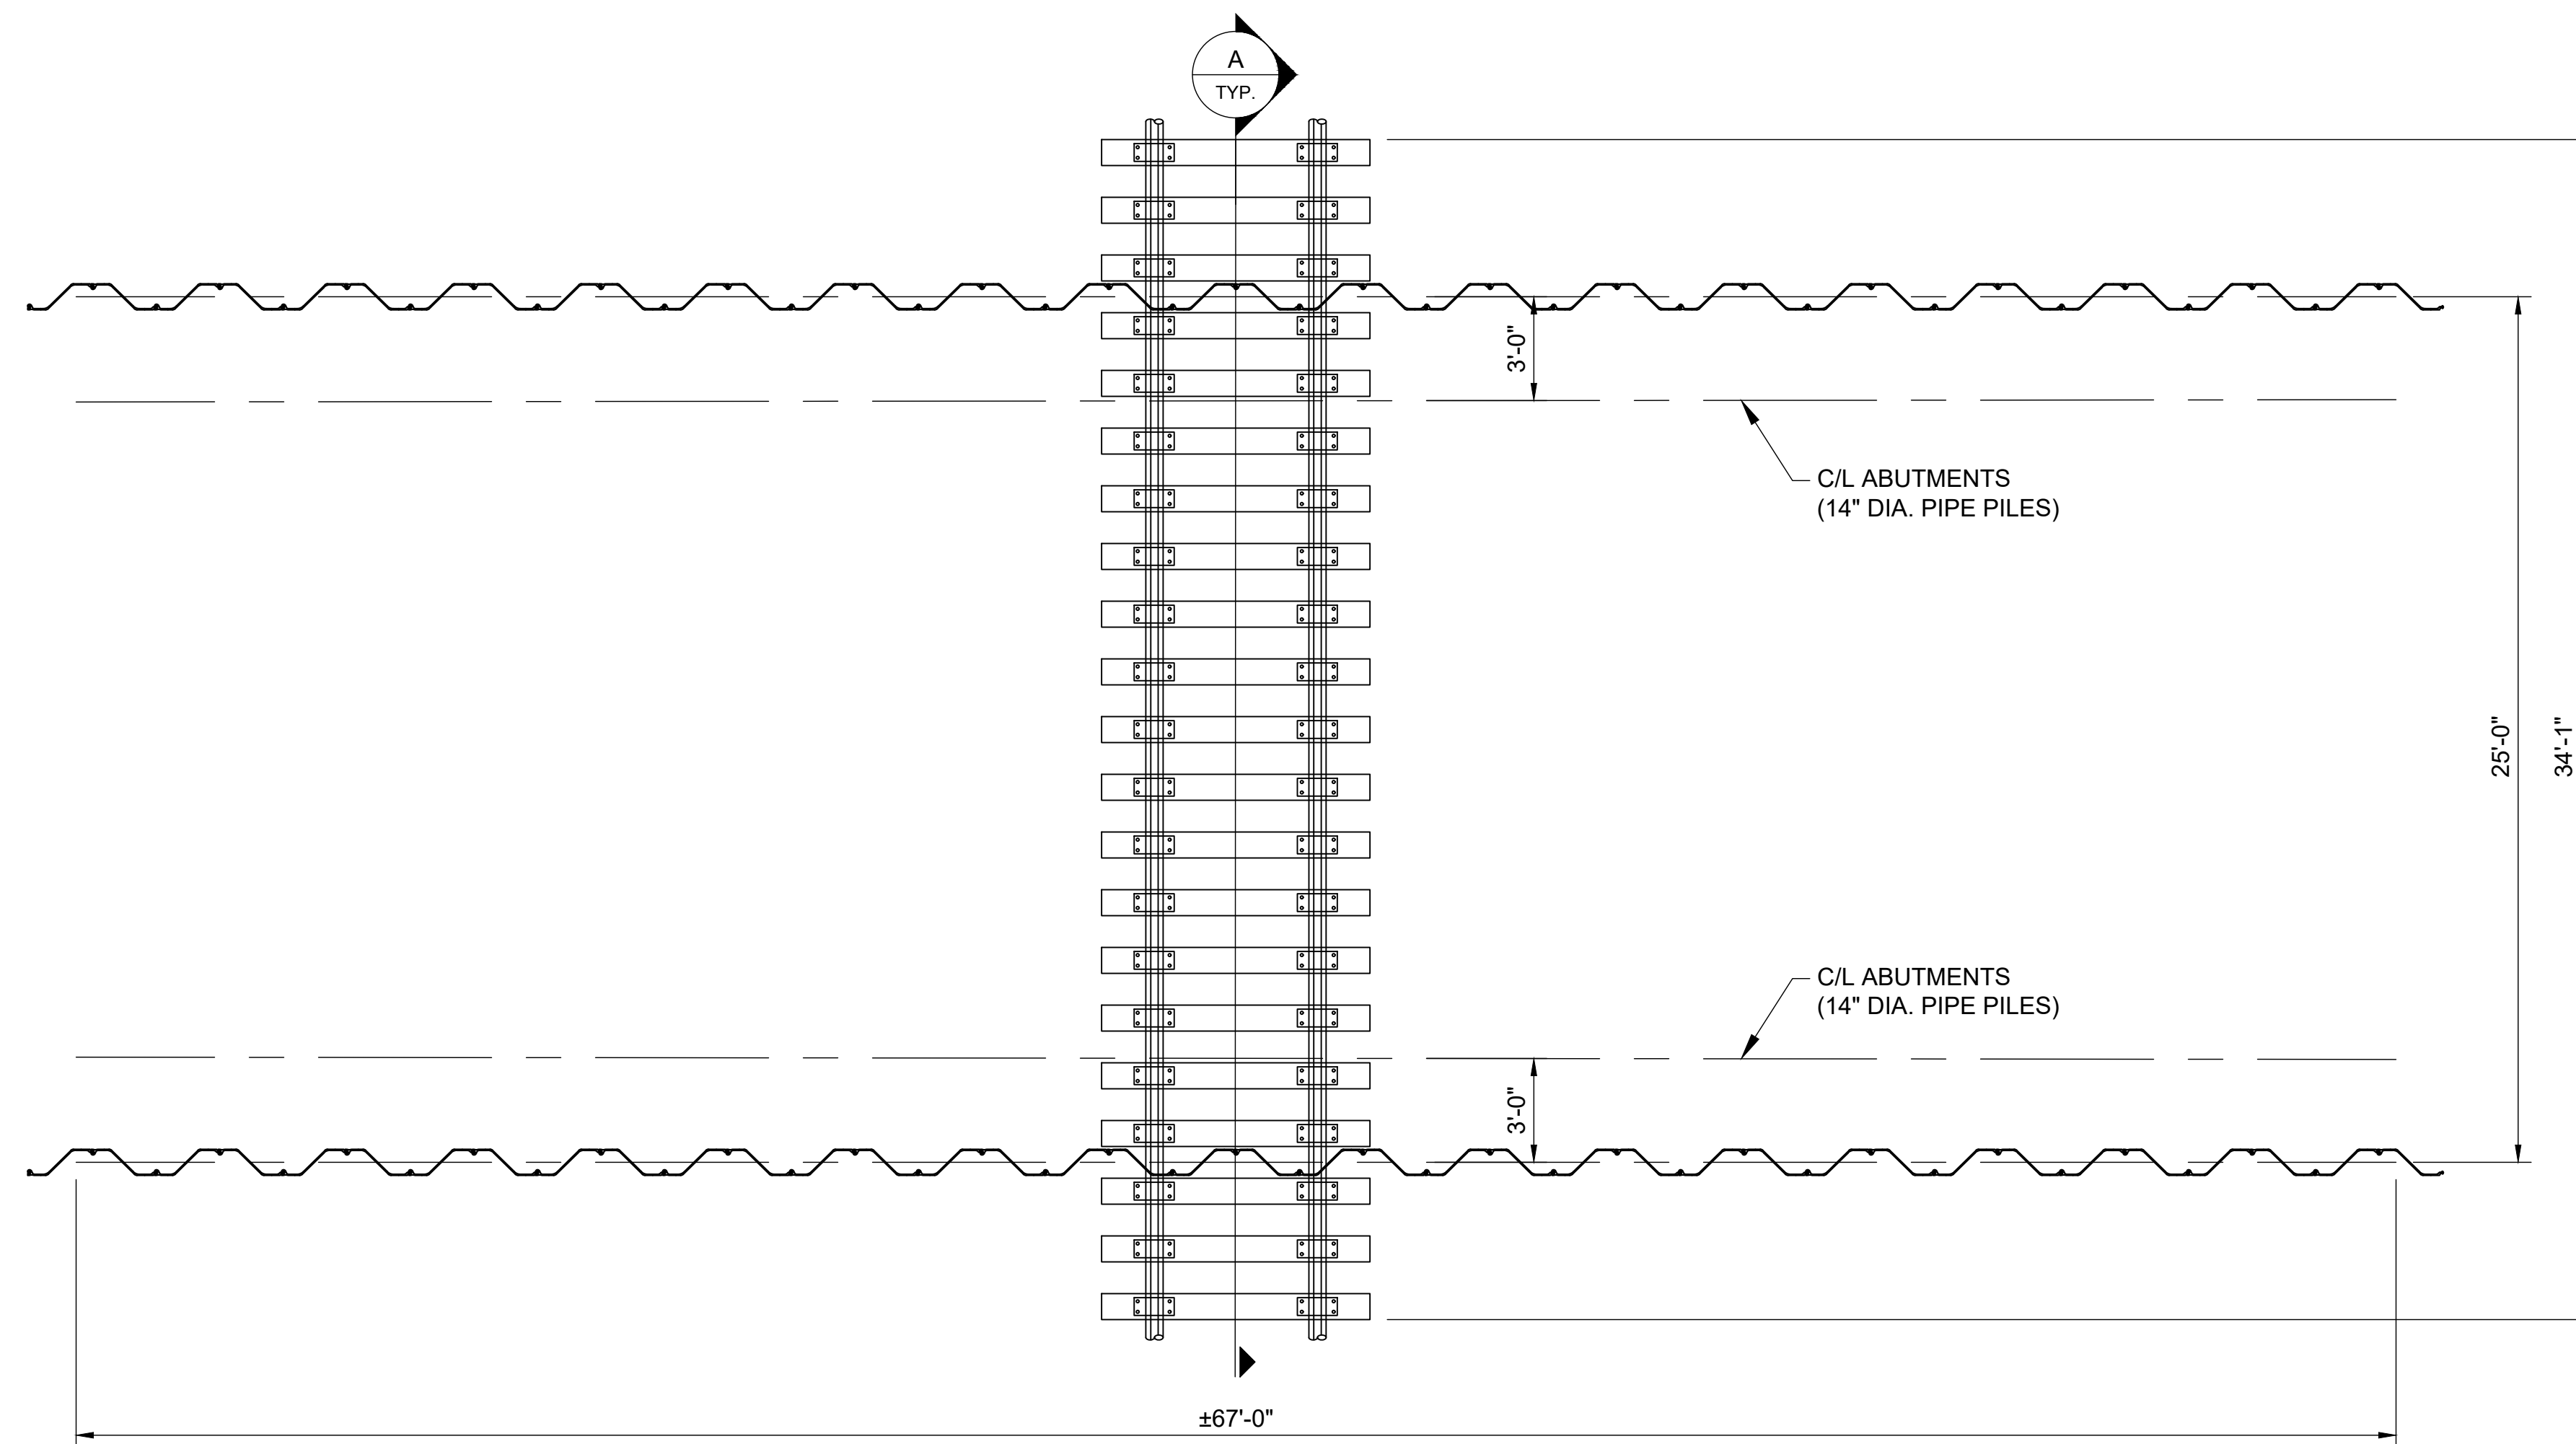 A
TYP.
3'-0"
C/L ABUTMENTS
(14" DIA. PIPE PILES)
25'-0"
34'-1"
C/L ABUTMENTS
(14" DIA. PIPE PILES)
3'-0"
±67'-0"